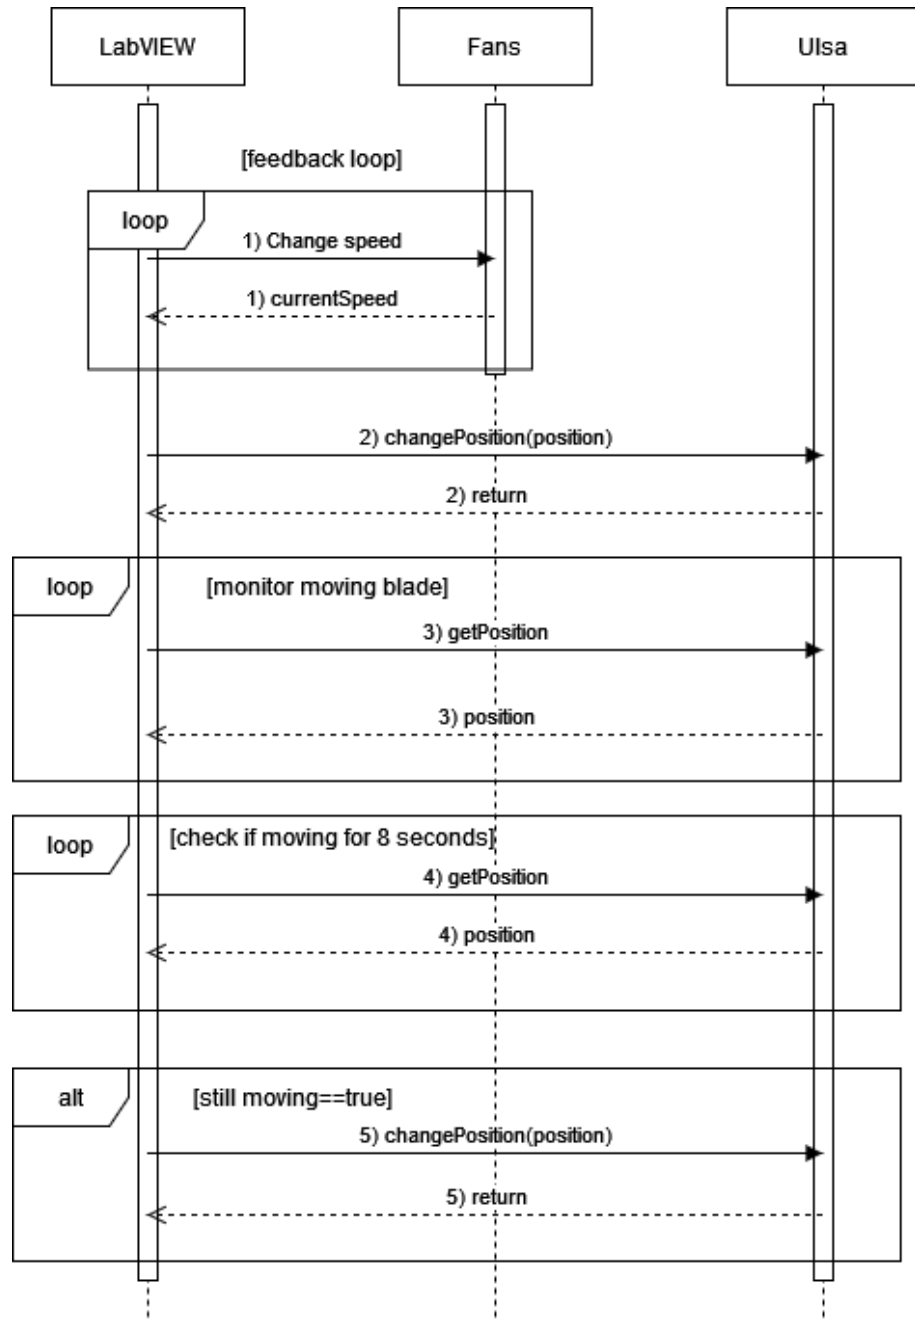 LabVIEW
Fans
Ulsa
[feedback loop]
loop
1) Change speed
1) currentSpeed
2) changePosition(position)
2) return
loop
[monitor moving blade]
3) getPosition
3) position
loop
[check if moving for 8 seconds]
4) getPosition
4) position
alt
[still moving==true]
5) changePosition(position)
5) return